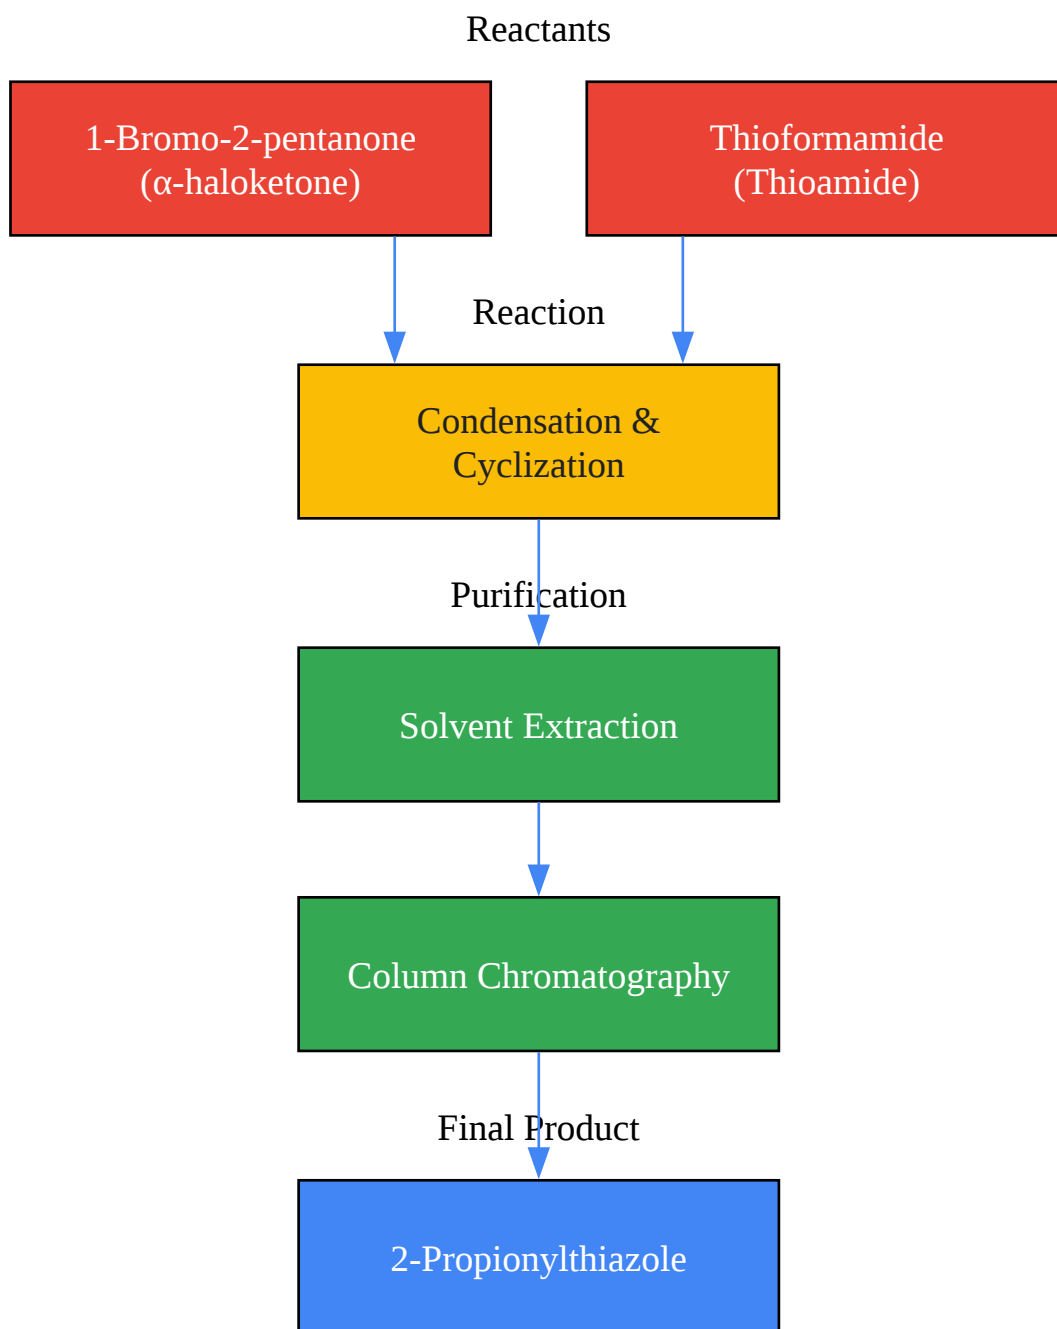 Reactants
1-Bromo-2-pentanone
(α-haloketone)
Thioformamide
(Thioamide)
Reaction
Condensation &
Cyclization
Purification
Solvent Extraction
Column Chromatography
Final Product
2-Propionylthiazole